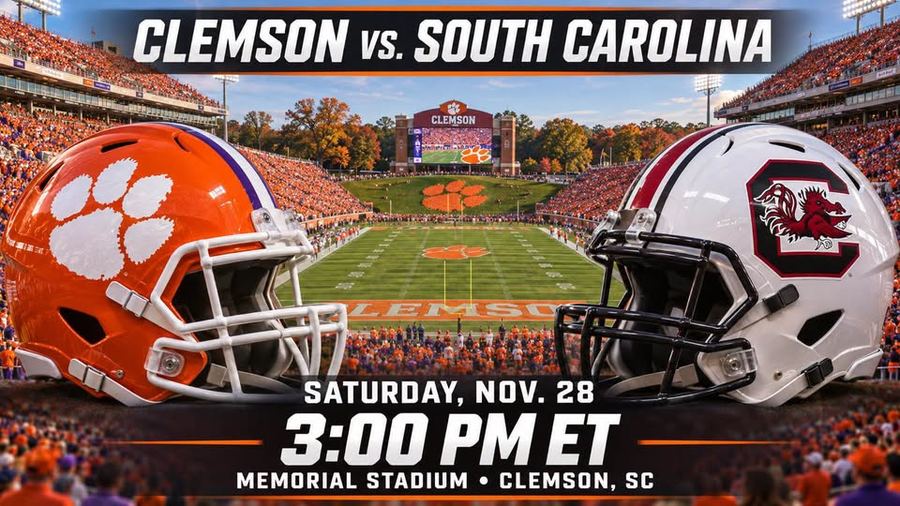 CLEMSON VS. SOUTH CAROLINA
CLEMSON
CLEMSON
SATURDAY, NOV. 28
3:00 PM ET
MEMORIAL STADIUM • CLEMSON, SC